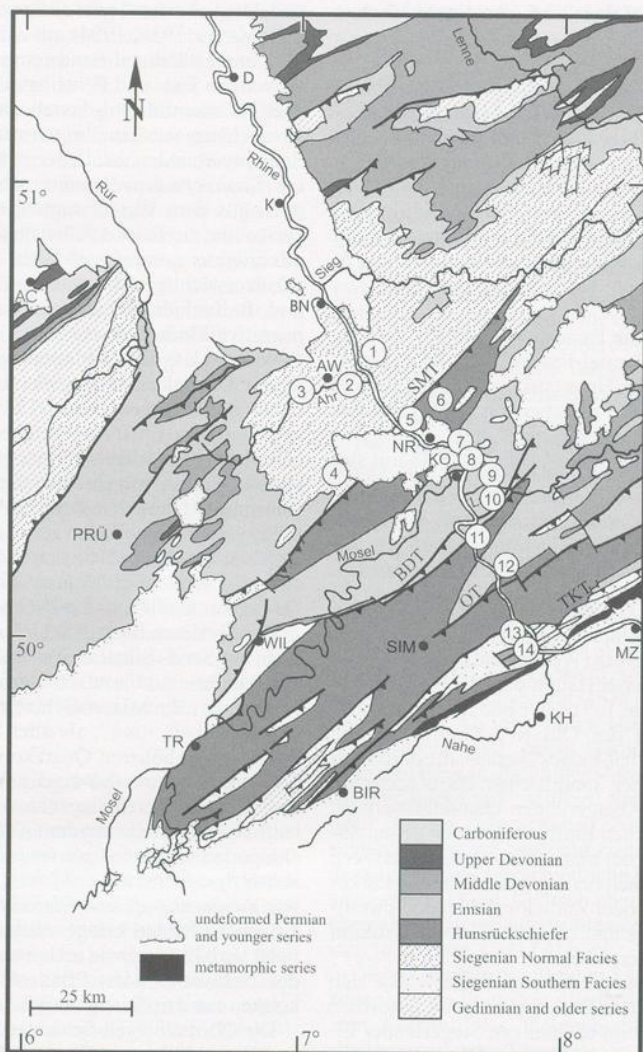 D
Lenne
N
Rhine
51°
Rur
K
Sieg
AC
BN
1
AW
SMT
3
2
Ahr
6
5
NR
7
KO
8
4
9
10
PRÜ
Mosel
BDT
11
12
OT
TKT
50°
WIL
SIM
13
14
MZ
TR
KH
Nahe
Mosel
BIR
undeformed Permian
and younger series
metamorphic series
25 km
Carboniferous
Upper Devonian
Middle Devonian
Emsian
Hunsrückschiefer
Siegenian Normal Facies
Siegenian Southern Facies
Gedinnian and older series
6°
7°
8°